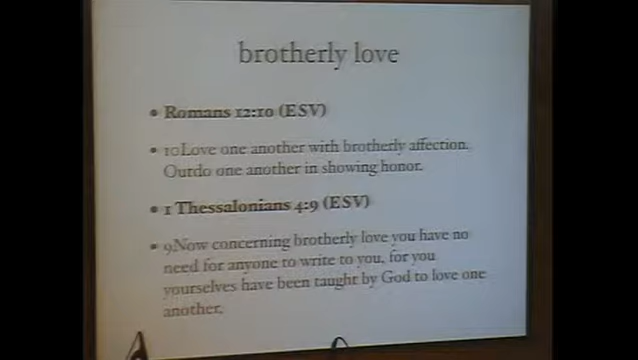 brotherly love
• Romans 12:10 (ESV)
• 10Love one another with brotherly affection.
Outdo one another in showing honor.
• 1 Thessalonians 4:9 (ESV)
• 9Now concerning brotherly love you have no
need for anyone to write to you, for you
yourselves have been taught by God to love one
another.